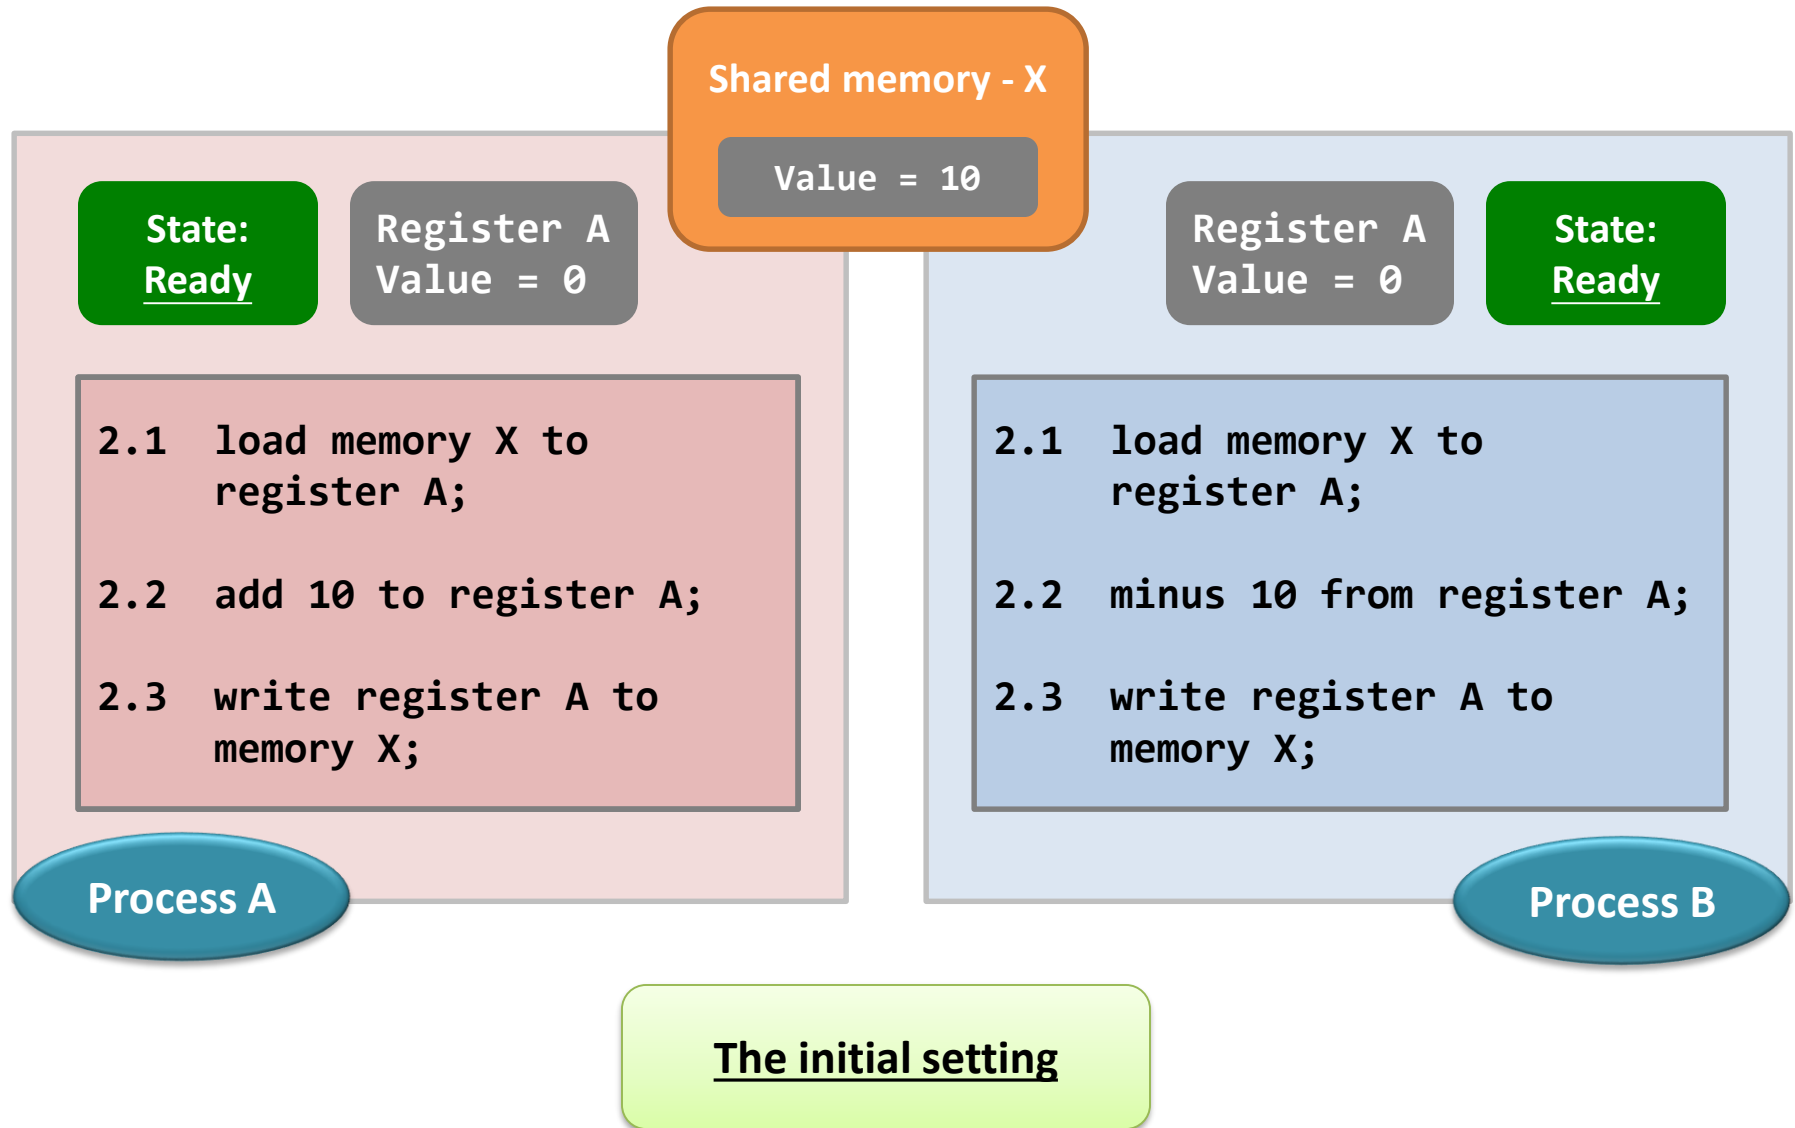 Shared memory - X
Value = 10
State:
Ready
Register A
Value = 0
2.1 load memory X to
register A;
2.2 add 10 to register A;
2.3 write register A to
memory X;
Process A
Register A
Value = 0
State:
Ready
2.1 load memory X to
register A;
2.2 minus 10 from register A;
2.3 write register A to
memory X;
Process B
The initial setting